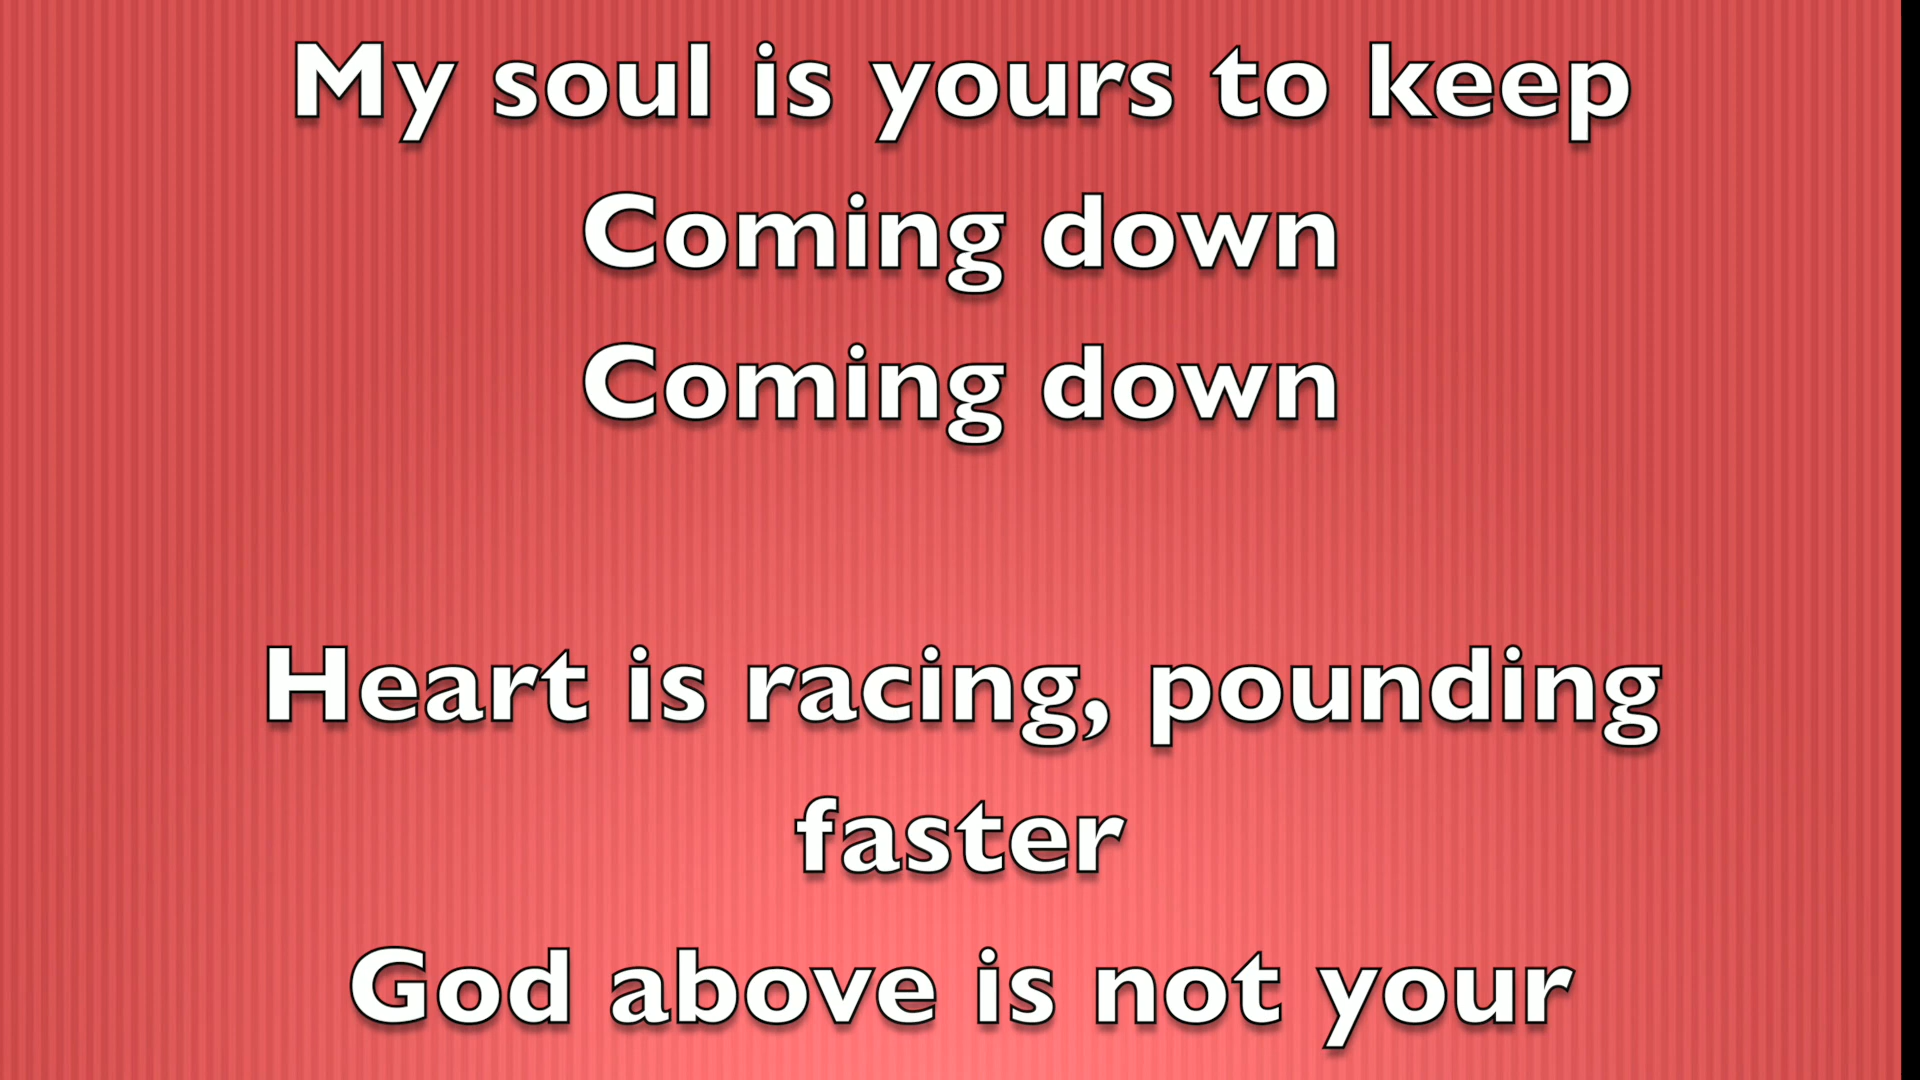 My soul is yours to keep
Coming down
Coming down
Heart is racing, pounding
faster
God above is not your